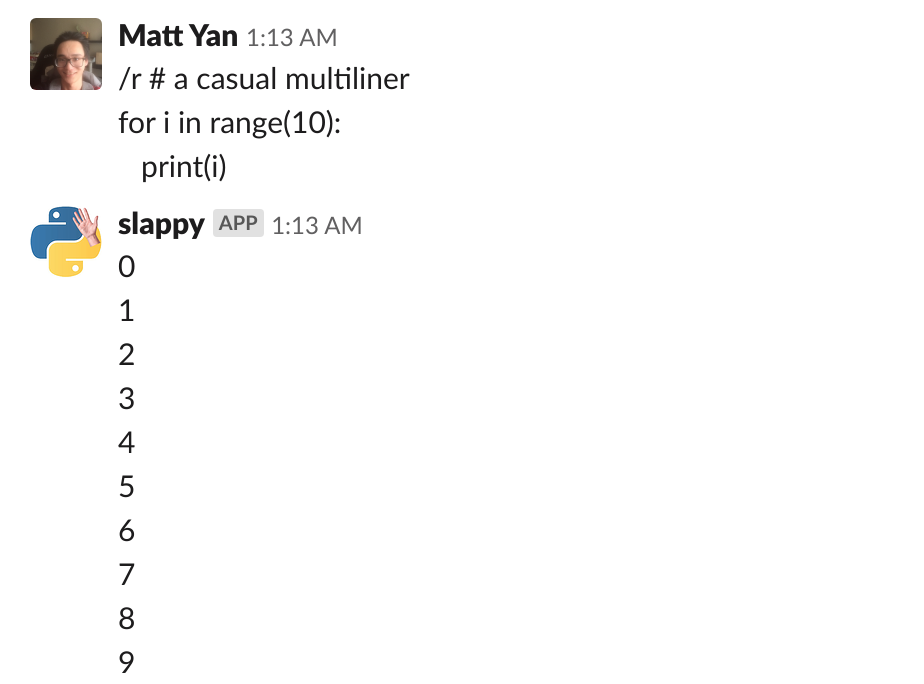 Matt Yan 1:13 AM
/r # a casual multiliner
for i in range(10):
   print(i)
slappy APP 1:13 AM
0
1
2
3
4
5
6
7
8
9